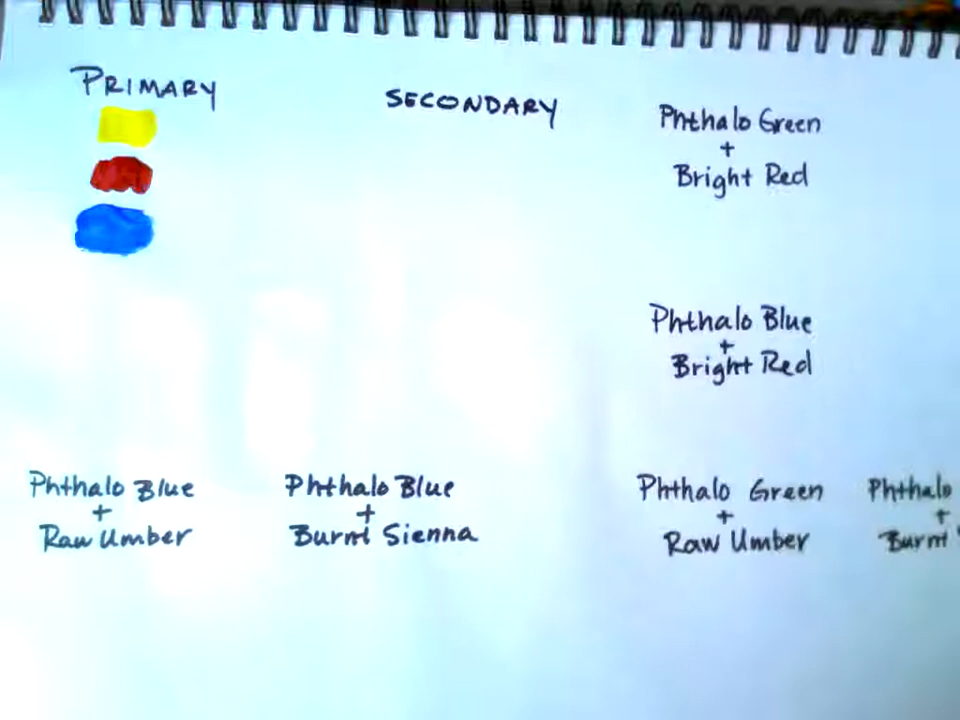 PRIMARY
SECONDARY
Phthalo Green
+
Bright Red
Phthalo Blue
+
Bright Red
Phthalo Blue
+
Raw Umber
Phthalo Blue
+
Burnt Sienna
Phthalo Green
+
Raw Umber
Phthalo
+
Burnt